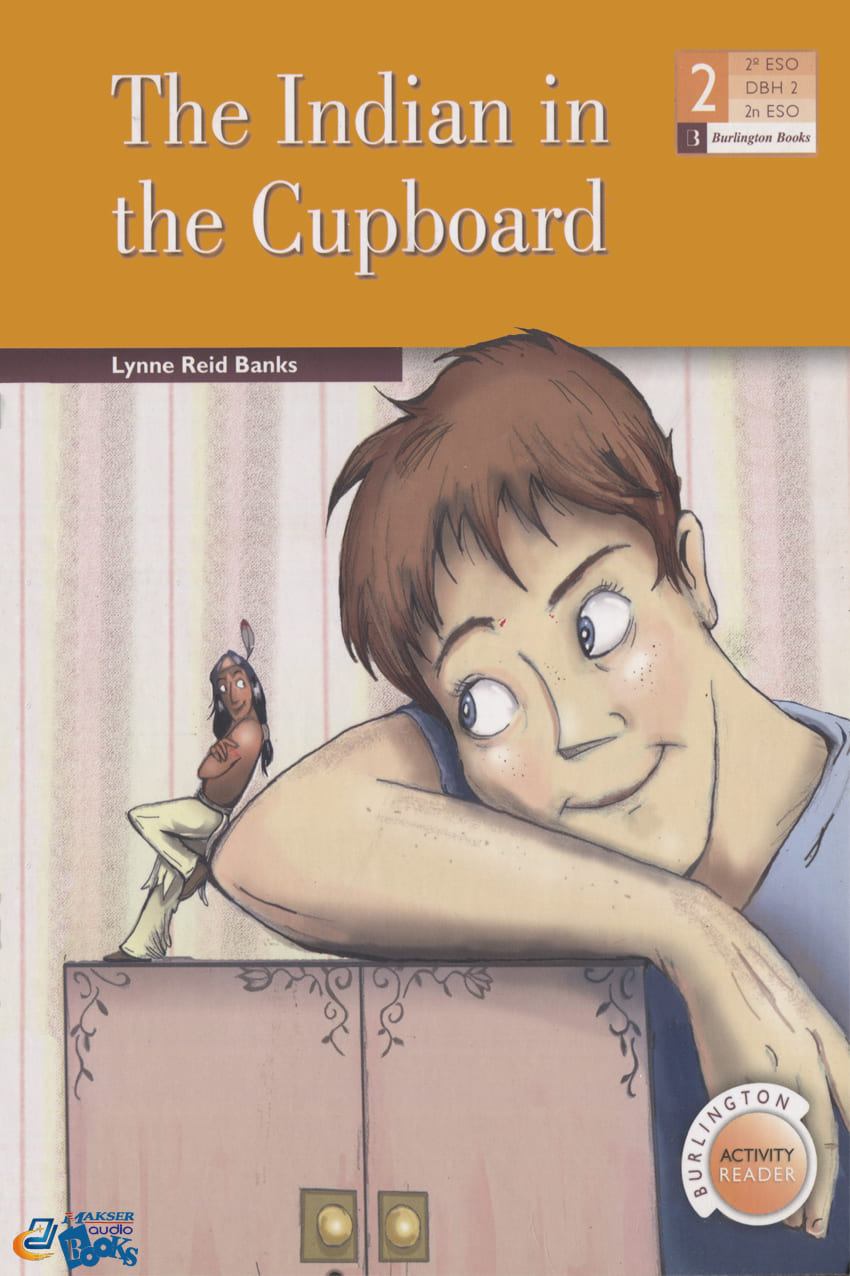 The Indian in
the Cupboard
2
2º ESO
DBH 2
2n ESO
B Burlington Books
Lynne Reid Banks
BURLINGTON
ACTIVITY
READER
MAKSER
audio
BOOKS